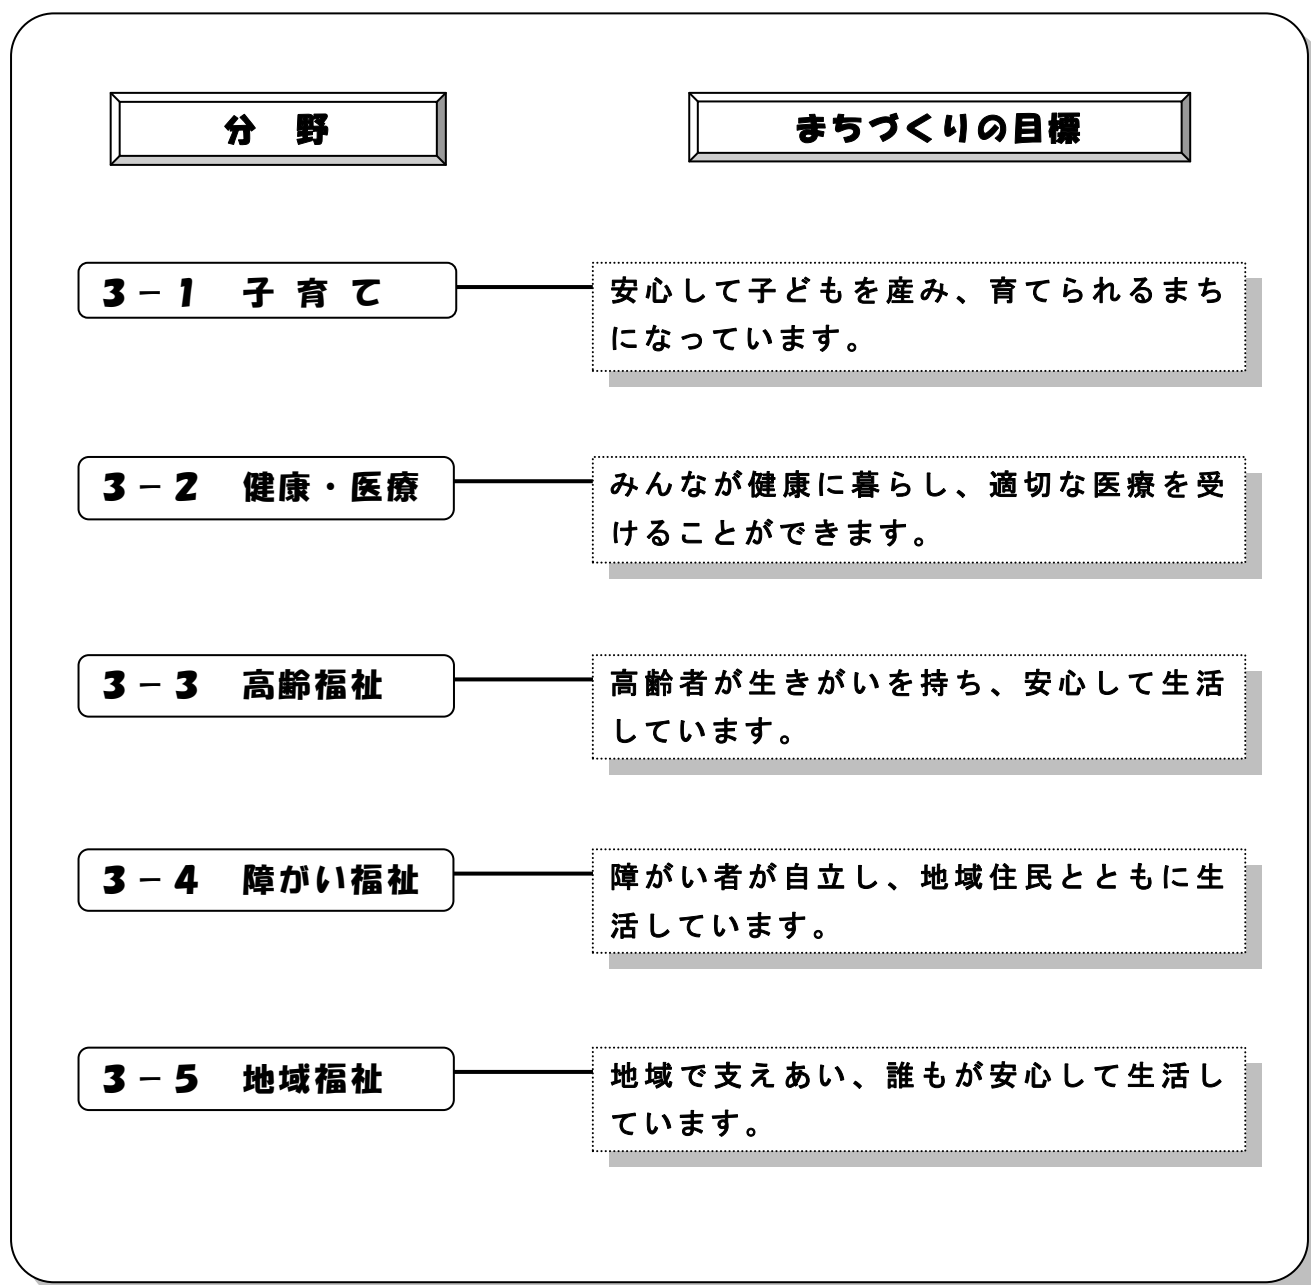 分　野
まちづくりの目標
3－1　子 育 て
安心して子どもを産み、育てられるまち
になっています。
3－2　健康・医療
みんなが健康に暮らし、適切な医療を受
けることができます。
3－3　高齢福祉
高齢者が生きがいを持ち、安心して生活
しています。
3－4　障がい福祉
障がい者が自立し、地域住民とともに生
活しています。
3－5　地域福祉
地域で支えあい、誰もが安心して生活し
ています。